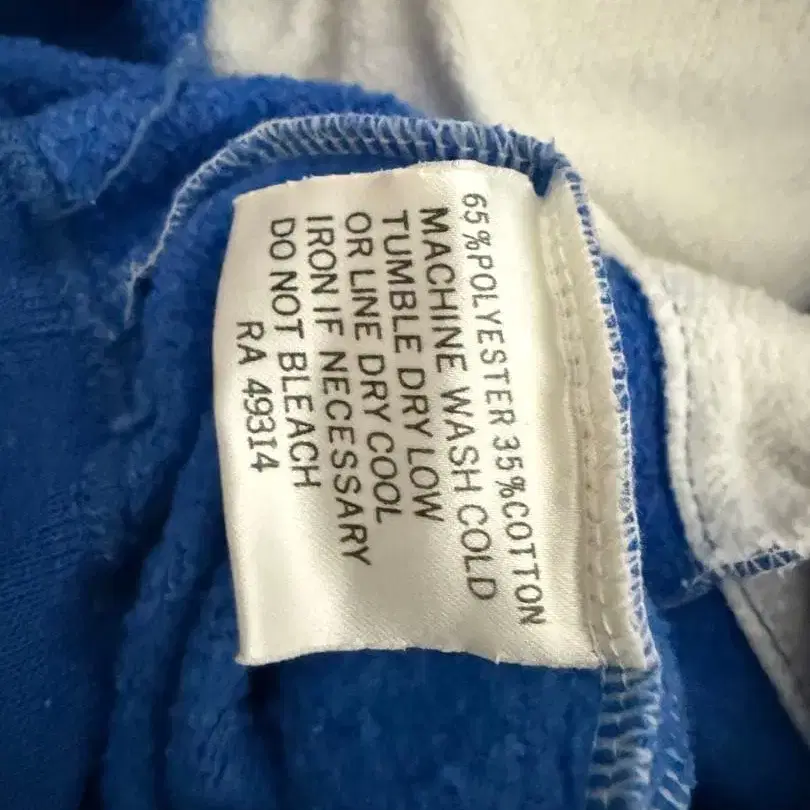 65%POLYESTER 35%COTTON
MACHINE WASH COLD
TUMBLE DRY LOW
OR LINE DRY COOL
IRON IF NECESSARY
DO NOT BLEACH
RA 49314